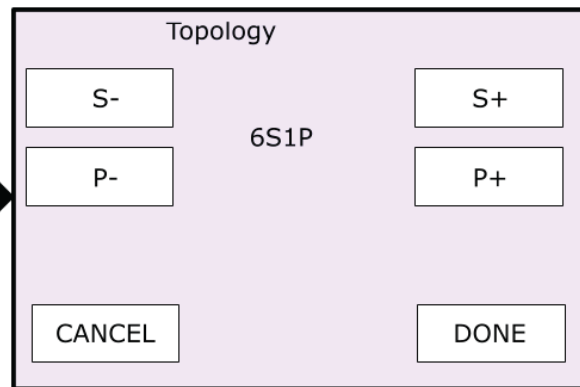 Topology
S-
S+
6S1P
P-
P+
CANCEL
DONE